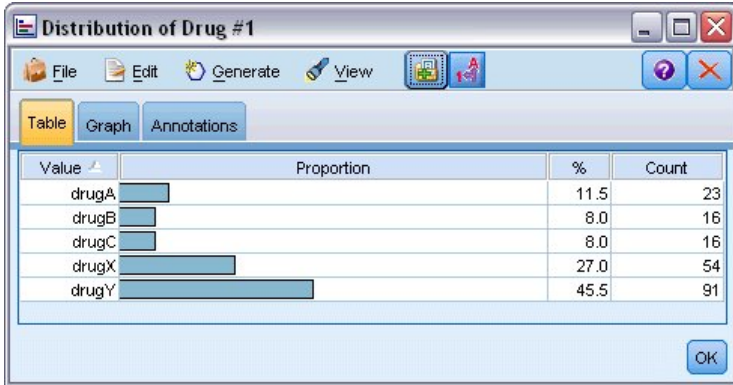 Distribution of Drug #1
File Edit Generate View
Table Graph Annotations
Value Proportion % Count
drugA 11.5 23
drugB 8.0 16
drugC 8.0 16
drugX 27.0 54
drugY 45.5 91
OK